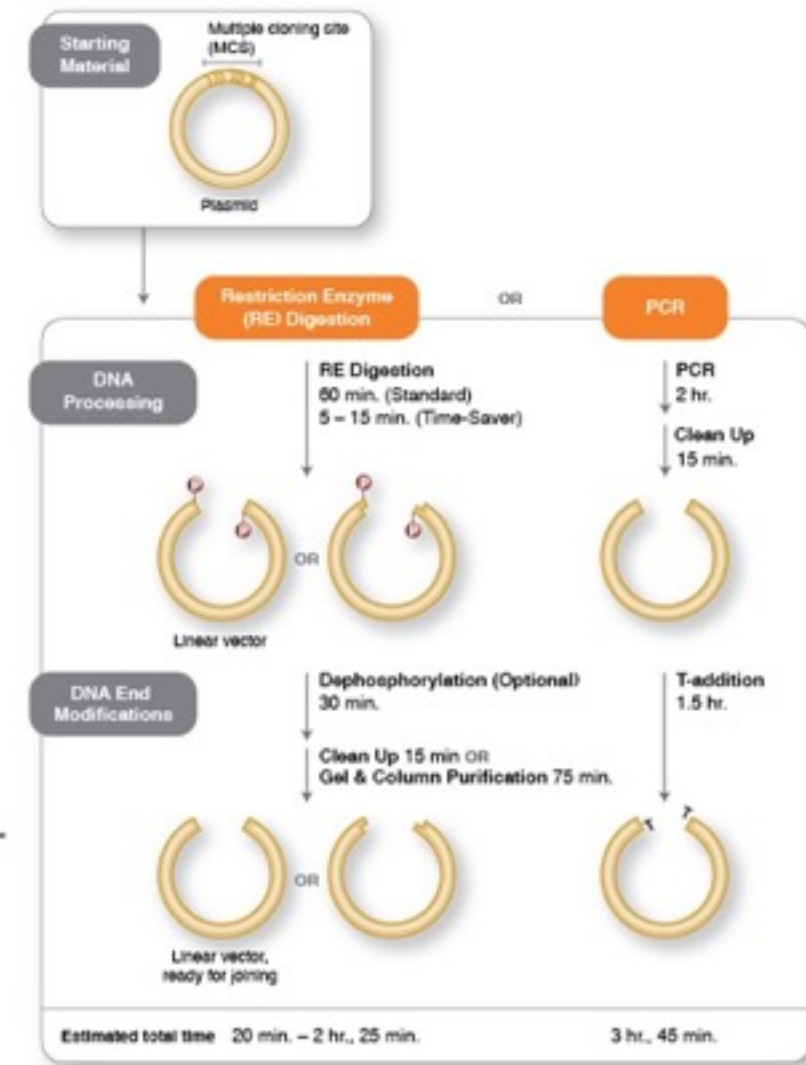 Starting
Material
Multiple cloning site
(MCS)
Plasmid
Restriction Enzyme
(RE) Digestion
OR
PCR
DNA
Processing
RE Digestion
60 min. (Standard)
5 – 15 min. (Time-Saver)
PCR
2 hr.
Clean Up
15 min.
P
P
OR
P
P
Linear vector
DNA End
Modifications
Dephosphorylation (Optional)
30 min.
Clean Up 15 min OR
Gel & Column Purification 75 min.
T-addition
1.5 hr.
OR
T
T
Linear vector,
ready for joining
Estimated total time 20 min. – 2 hr., 25 min. 3 hr., 45 min.